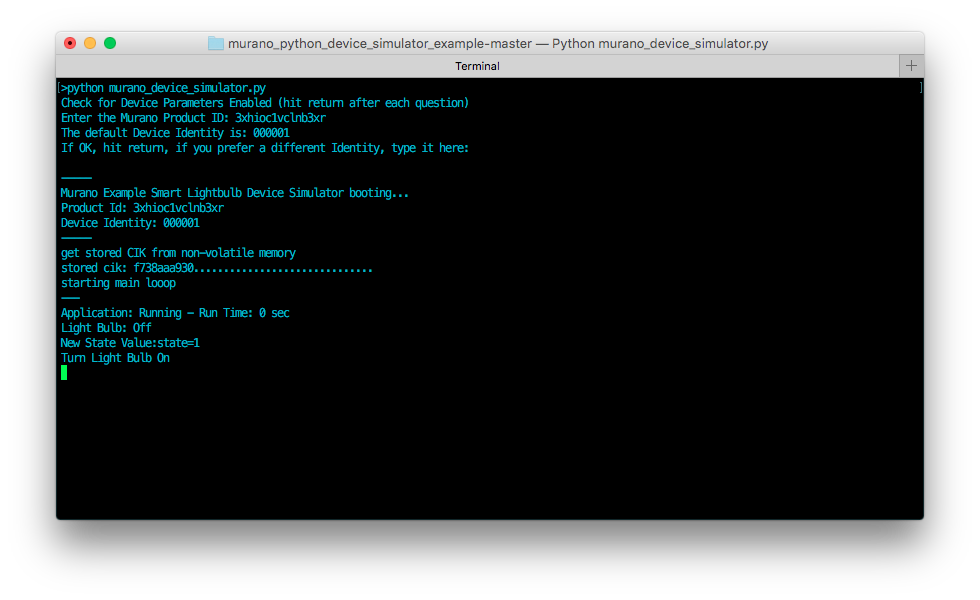 murano_python_device_simulator_example-master — Python murano_device_simulator.py
Terminal
[>python murano_device_simulator.py ]
Check for Device Parameters Enabled (hit return after each question)
Enter the Murano Product ID: 3xhioc1vclnb3xr
The default Device Identity is: 000001
If OK, hit return, if you prefer a different Identity, type it here:
-----
Murano Example Smart Lightbulb Device Simulator booting...
Product Id: 3xhioc1vclnb3xr
Device Identity: 000001
-----
get stored CIK from non-volatile memory
stored cik: f738aaa930..............................
starting main looop
---
Application: Running - Run Time: 0 sec
Light Bulb: Off
New State Value:state=1
Turn Light Bulb On